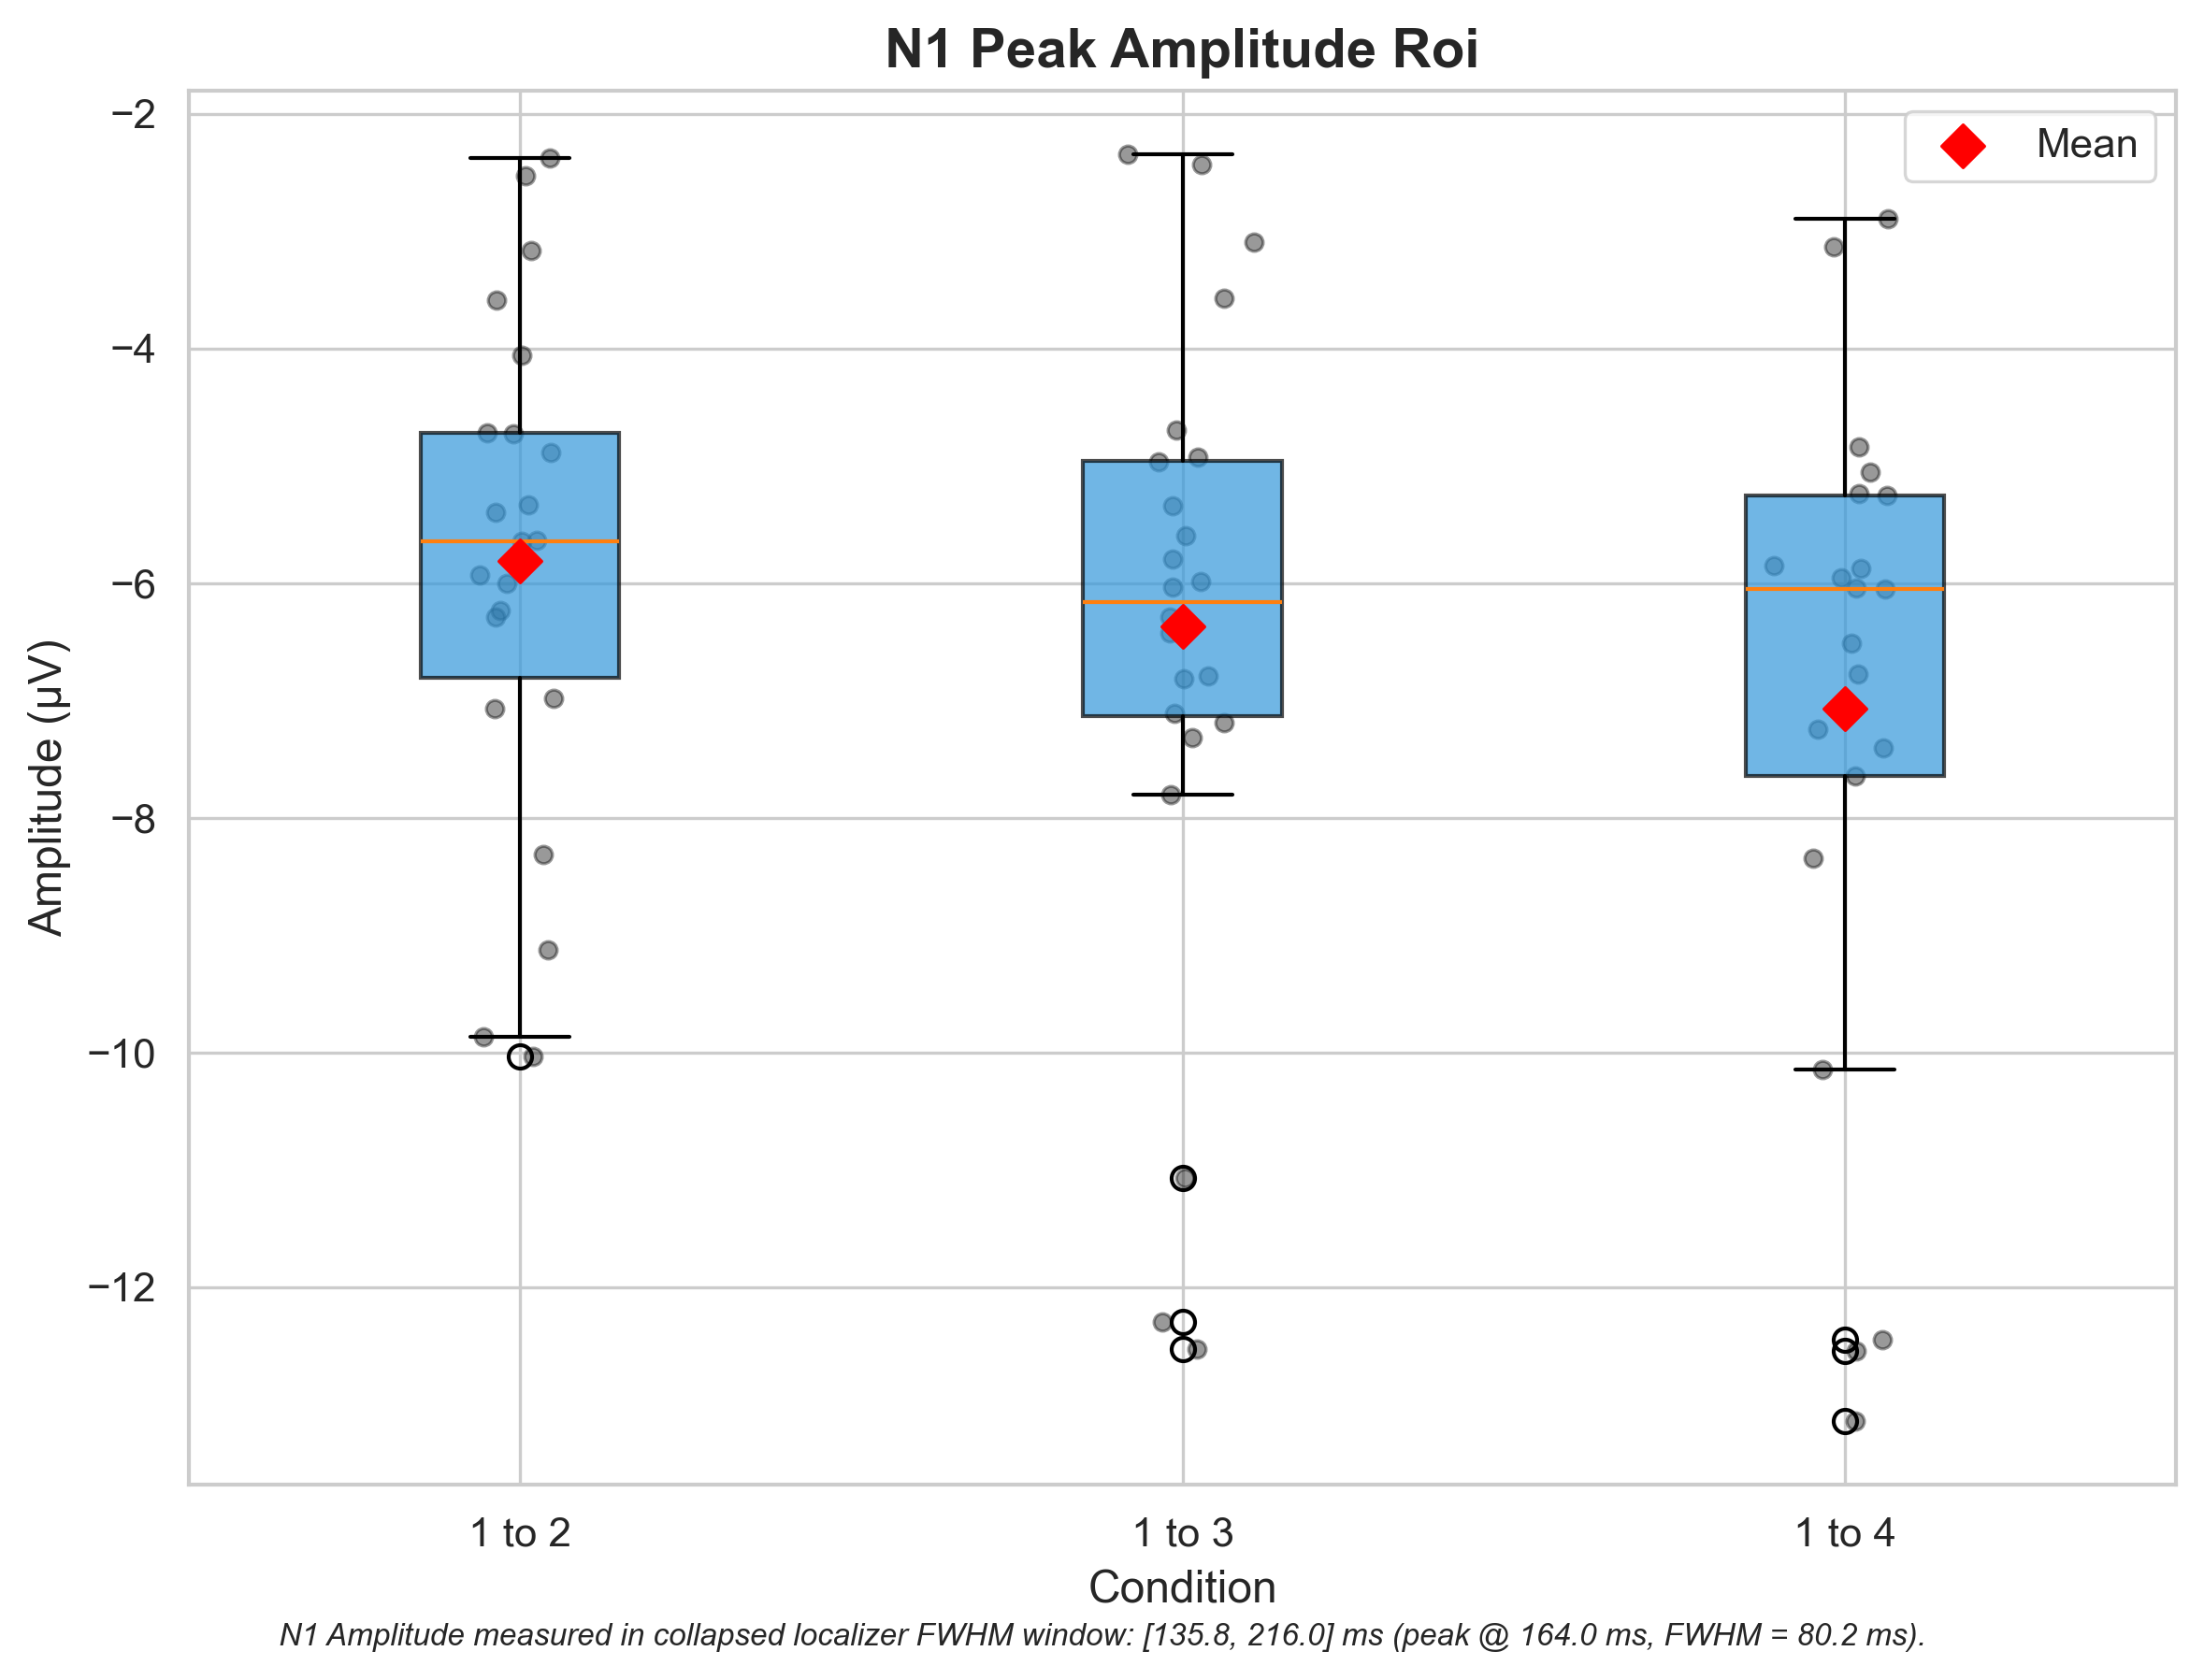 N1 Peak Amplitude Roi
Mean
−2
−4
−6
−8
−10
−12
Amplitude (μV)
1 to 2
1 to 3
1 to 4
Condition
N1 Amplitude measured in collapsed localizer FWHM window: [135.8, 216.0] ms (peak @ 164.0 ms, FWHM = 80.2 ms).